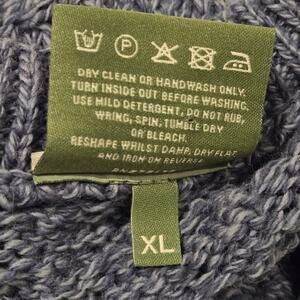 P
DRY CLEAN OR HANDWASH ONLY.
TURN INSIDE OUT BEFORE WASHING.
USE MILD DETERGENT, DO NOT RUB,
WRING, SPIN, TUMBLE DRY
OR BLEACH.
RESHAPE WHILST DAMP, DRY FLAT
AND IRON ON REVERSE
XL